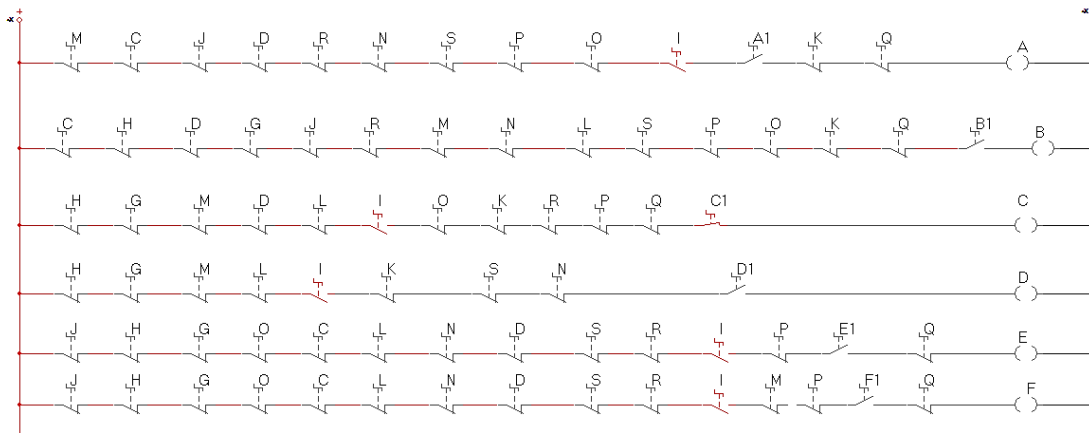 M C J D R N S P O I A1 K Q A
C H D G J R M N L S P O K Q B1 B
H G M D L I O K R P Q C1 C
H G M L I K S N D1 D
J H G O C L N D S R I P E1 Q E
J H G O C L N D S R I M P F1 Q F